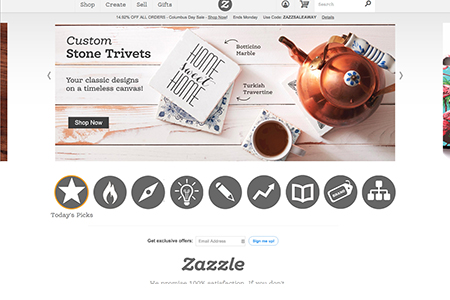 Shop Create Sell Gifts
Z
Search
14.92% OFF ALL ORDERS - Columbus Day Sale - Shop Now! Ends Monday Use Code: ZAZZSALEAWAY Details
Custom
Stone Trivets
Your classic designs
on a timeless canvas!
Shop Now
HOME
sweet
HOME
Botticino
Marble
Turkish
Travertine
BRAND
Today's Picks
Get exclusive offers: Email Address Sign me up!
Zazzle
We promise 100% satisfaction. If you don't